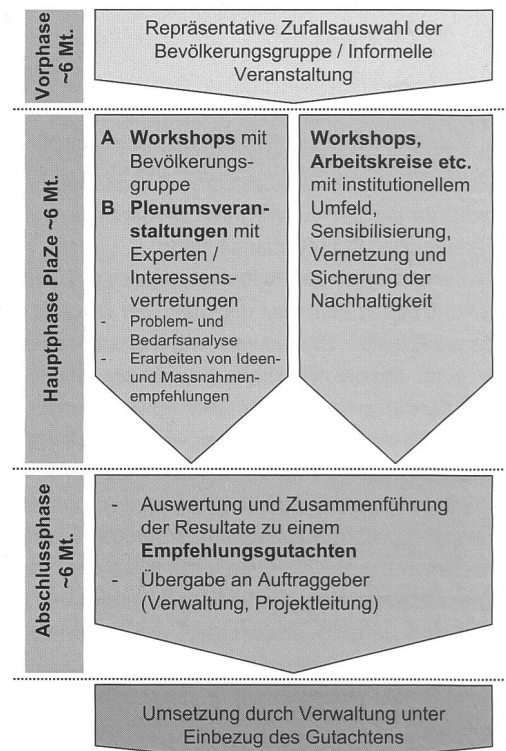 Vorphase
~6 Mt.
Repräsentative Zufallsauswahl der
Bevölkerungsgruppe / Informelle
Veranstaltung
Hauptphase PlaZe ~6 Mt.
A Workshops mit
Bevölkerungs-
gruppe
B Plenumsveran-
staltungen mit
Experten /
Interessens-
vertretungen
- Problem- und
Bedarfsanalyse
- Erarbeiten von Ideen-
und Massnahmen-
empfehlungen
Workshops,
Arbeitskreise etc.
mit institutionellem
Umfeld,
Sensibilisierung,
Vernetzung und
Sicherung der
Nachhaltigkeit
Abschlussphase
~6 Mt.
- Auswertung und Zusammenführung
der Resultate zu einem
Empfehlungsgutachten
- Übergabe an Auftraggeber
(Verwaltung, Projektleitung)
Umsetzung durch Verwaltung unter
Einbezug des Gutachtens